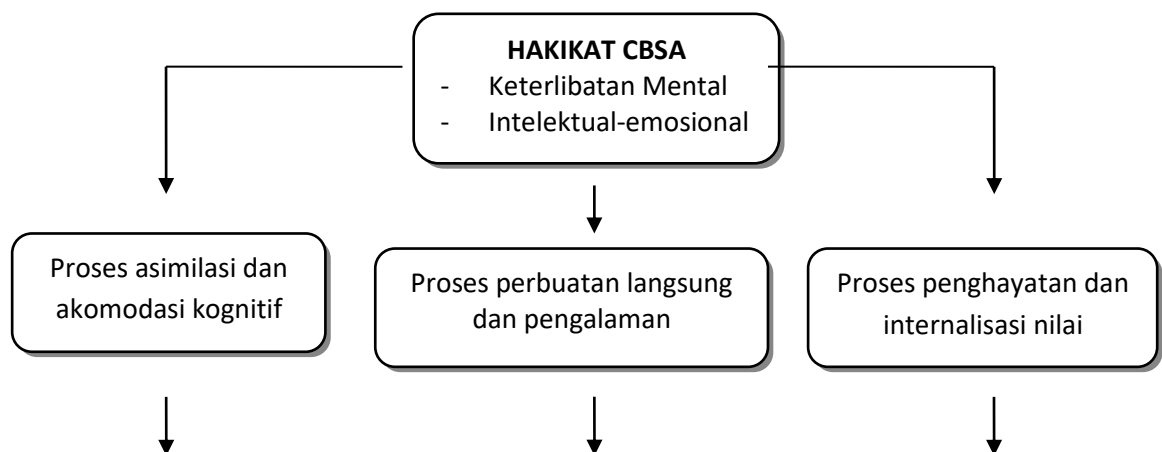 HAKIKAT CBSA
- Keterlibatan Mental
- Intelektual-emosional
Proses asimilasi dan
akomodasi kognitif
Proses perbuatan langsung
dan pengalaman
Proses penghayatan dan
internalisasi nilai